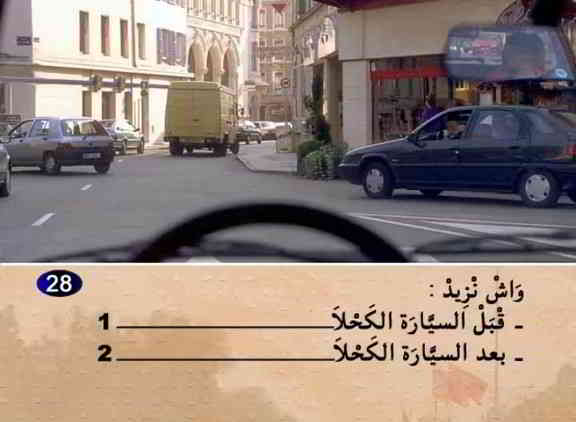 28
وَاشْ نْزِيدْ :
- قْبَلْ السيَّارَة الكَحْلاَ 1
- بعد السيَّارَة الكَحْلاَ 2